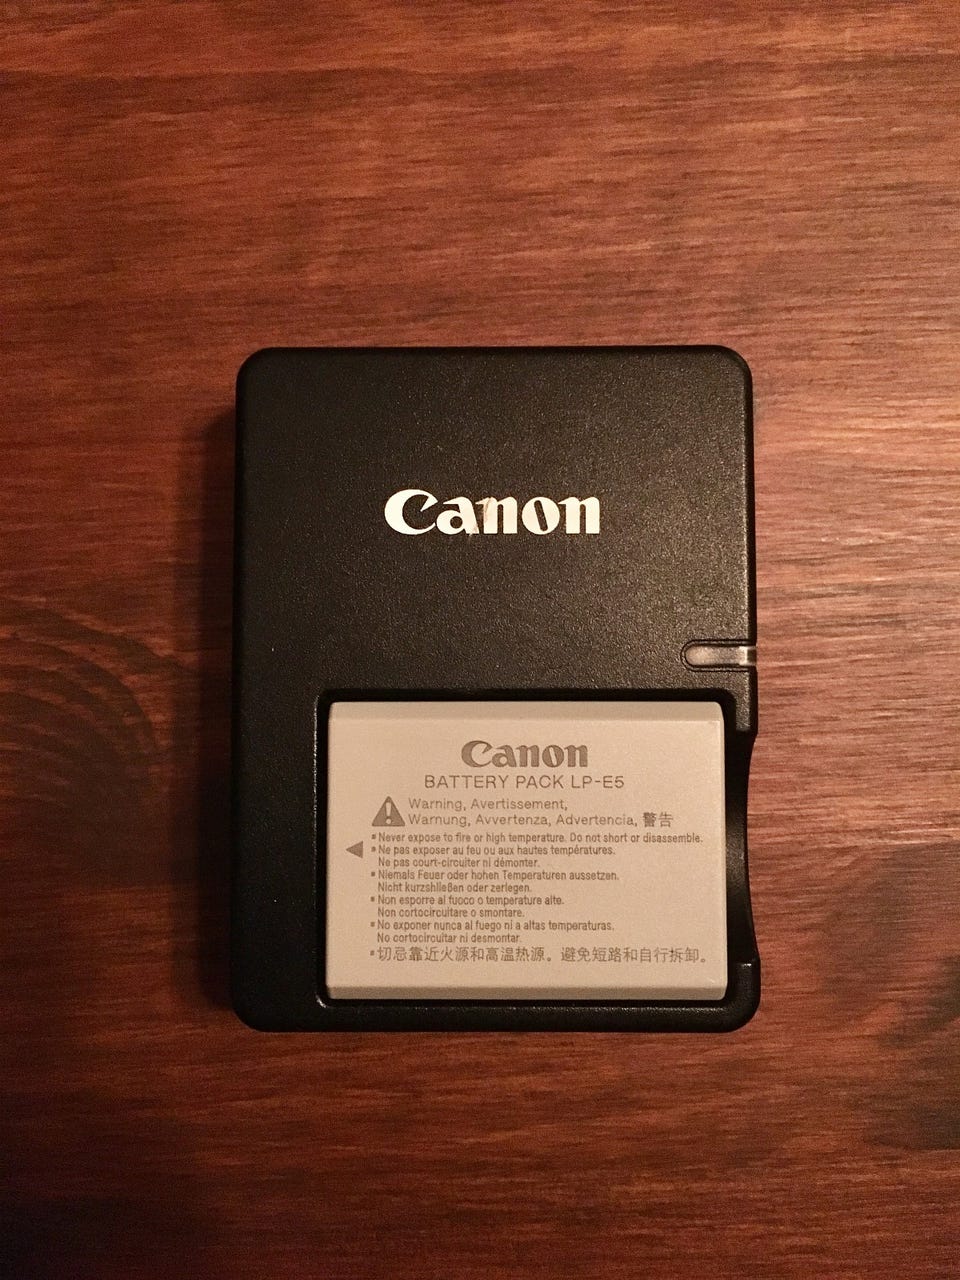 Canon
Canon
BATTERY PACK LP-E5
Warning, Avertissement,
Warnung, Avvertenza, Advertencia, 警告
Never expose to fire or high temperature. Do not short or disassemble.
Ne pas exposer au feu ou aux hautes températures.
Ne pas court-circuiter ni démonter.
Niemals Feuer oder hohen Temperaturen aussetzen.
Nicht kurzshließen oder zerlegen.
Non esporre al fuoco o temperature alte.
Non cortocircuitare o smontare.
No exponer nunca al fuego ni a altas temperaturas.
No cortocircuitar ni desmontar.
切忌靠近火源和高温热源。避免短路和自行拆卸。